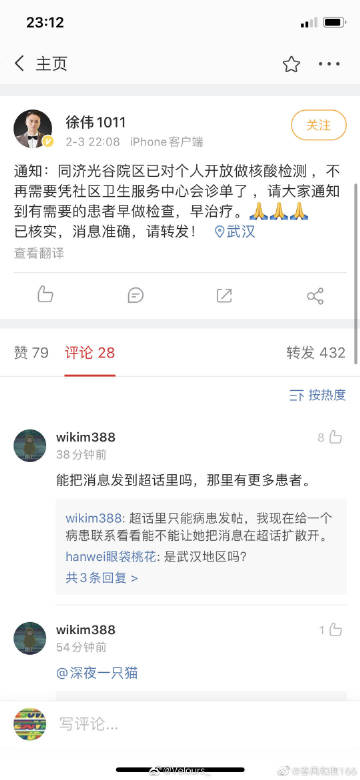 23:12
主页
徐伟1011
2-3 22:08 iPhone客户端
关注
通知：同济光谷院区已对个人开放做核酸检测，不
再需要凭社区卫生服务中心会诊单了，请大家通知
到有需要的患者早做检查，早治疗。🙏🙏🙏
已核实，消息准确，请转发！ 武汉
查看翻译
赞 79 评论 28 转发 432
按热度
wikim388
8
38分钟前
能把消息发到超话里吗，那里有更多患者。
wikim388: 超话里只能病患发帖，我现在给一个
病患联系看看能不能让她把消息在超话扩散开。
hanwei眼袋桃花: 是武汉地区吗?
共3条回复 >
wikim388
1
54分钟前
@深夜一只猫
写评论...